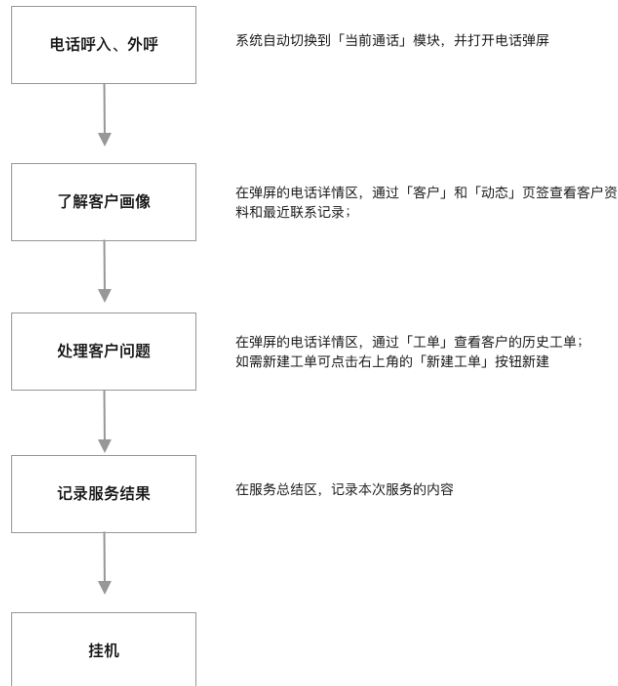 电话呼入、外呼
系统自动切换到「当前通话」模块，并打开电话弹屏
了解客户画像
在弹屏的电话详情区，通过「客户」和「动态」页签查看客户资
料和最近联系记录；
处理客户问题
在弹屏的电话详情区，通过「工单」查看客户的历史工单；
如需新建工单可点击右上角的「新建工单」按钮新建
记录服务结果
在服务总结区，记录本次服务的内容
挂机